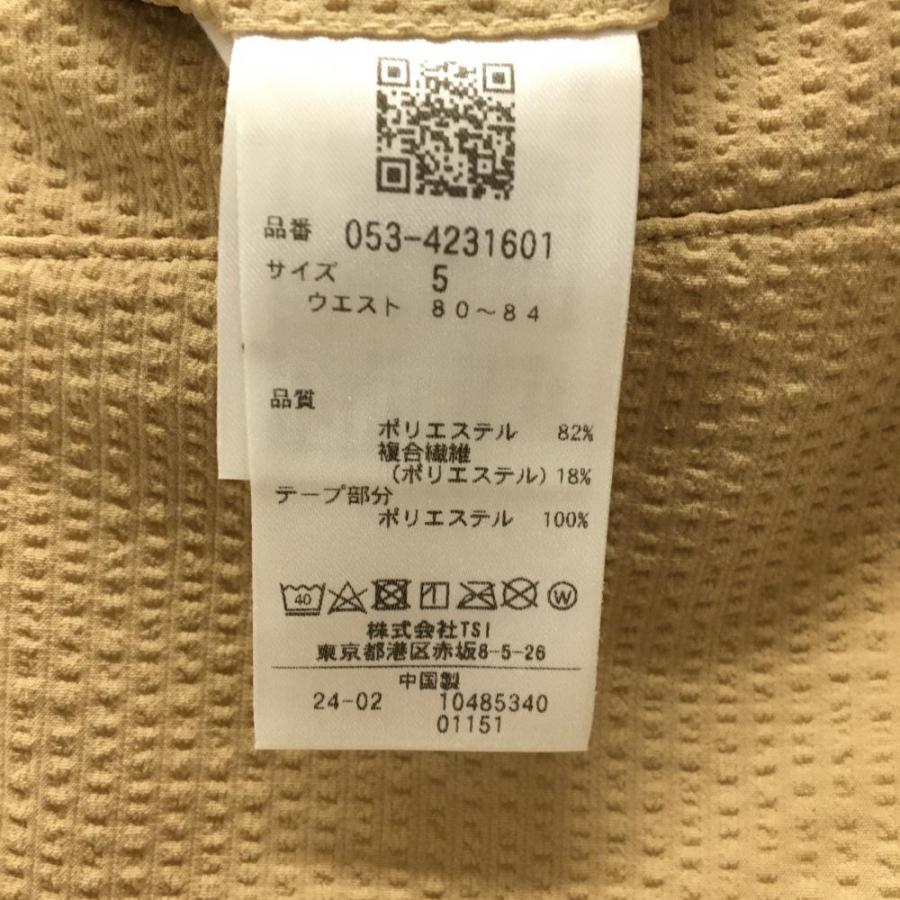 品番 053-4231601
サイズ 5
ウエスト 80～84
品質
ポリエステル 82%
複合繊維
(ポリエステル) 18%
テープ部分
ポリエステル 100%
40 W
株式会社TSI
東京都港区赤坂8-5-26
中国製
24-02 10485340
01151